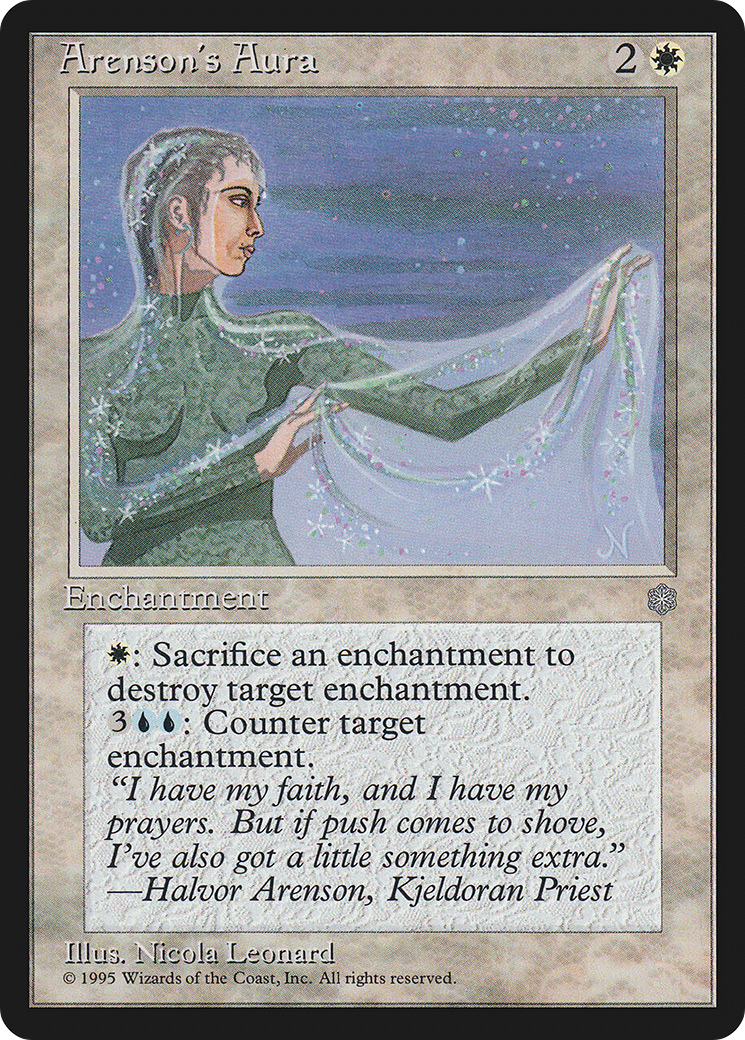 Arenson's Aura
2
Enchantment
: Sacrifice an enchantment to
destroy target enchantment.
3: Counter target
enchantment.
“I have my faith, and I have my
prayers. But if push comes to shove,
I've also got a little something extra.”
—Halvor Arenson, Kjeldoran Priest
N
Illus. Nicola Leonard
© 1995 Wizards of the Coast, Inc. All rights reserved.